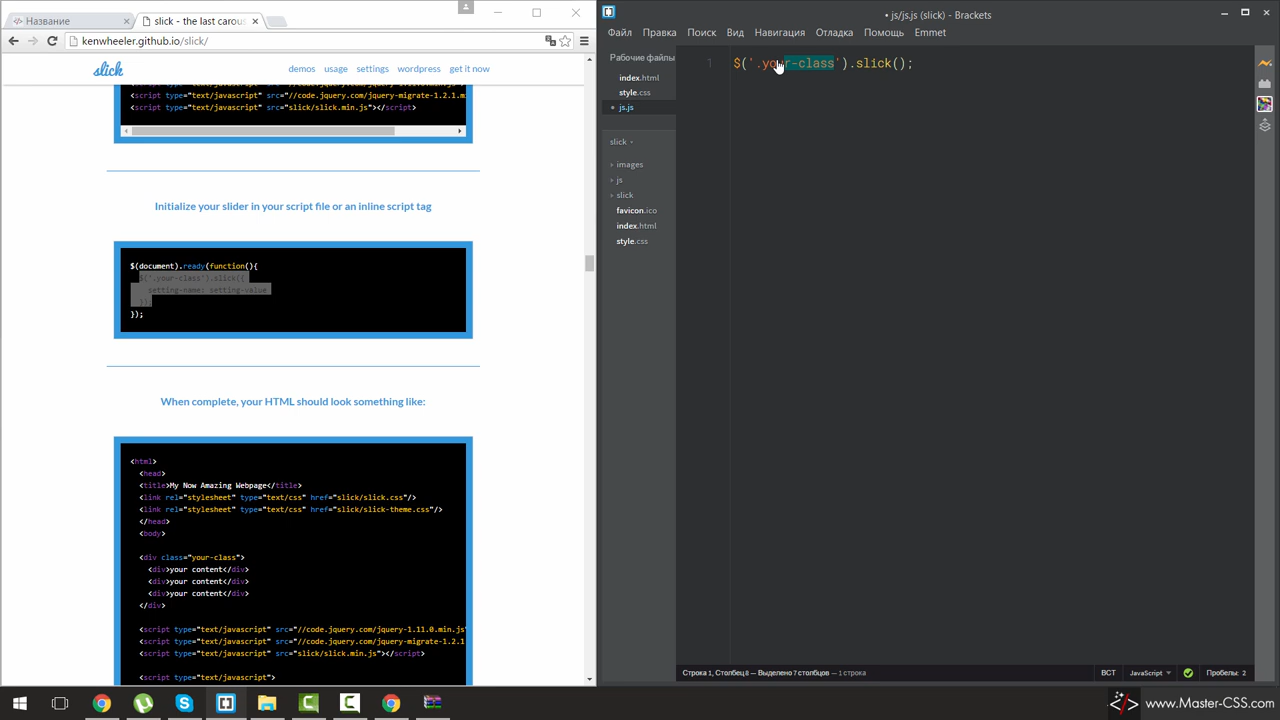 Название
slick - the last carous
kenwheeler.github.io/slick/
slick
demos usage settings wordpress get it now
<script type="text/javascript" src="//code.jquery.com/jquery-migrate-1.2.1.m
<script type="text/javascript" src="slick/slick.min.js"></script>
Initialize your slider in your script file or an inline script tag
$(document).ready(function(){
$('.your-class').slick({
setting-name: setting-value
});
});
When complete, your HTML should look something like:
<html>
<head>
<title>My Now Amazing Webpage</title>
<link rel="stylesheet" type="text/css" href="slick/slick.css"/>
<link rel="stylesheet" type="text/css" href="slick/slick-theme.css"/>
</head>
<body>
<div class="your-class">
<div>your content</div>
<div>your content</div>
<div>your content</div>
</div>
<script type="text/javascript" src="//code.jquery.com/jquery-1.11.0.min.js"
<script type="text/javascript" src="//code.jquery.com/jquery-migrate-1.2.1
<script type="text/javascript" src="slick/slick.min.js"></script>
<script type="text/javascript">
• js/js.js (slick) - Brackets
Файл Правка Поиск Вид Навигация Отладка Помощь Emmet
Рабочие файлы
index.html
style.css
js.js
slick
images
js
slick
favicon.ico
index.html
style.css
1 $('.your-class').slick();
Строка 1, Столбец 8 — Выделено 7 столбцов — 1 строка
ВСТ JavaScript Пробелы: 2
www.Master-CSS.com